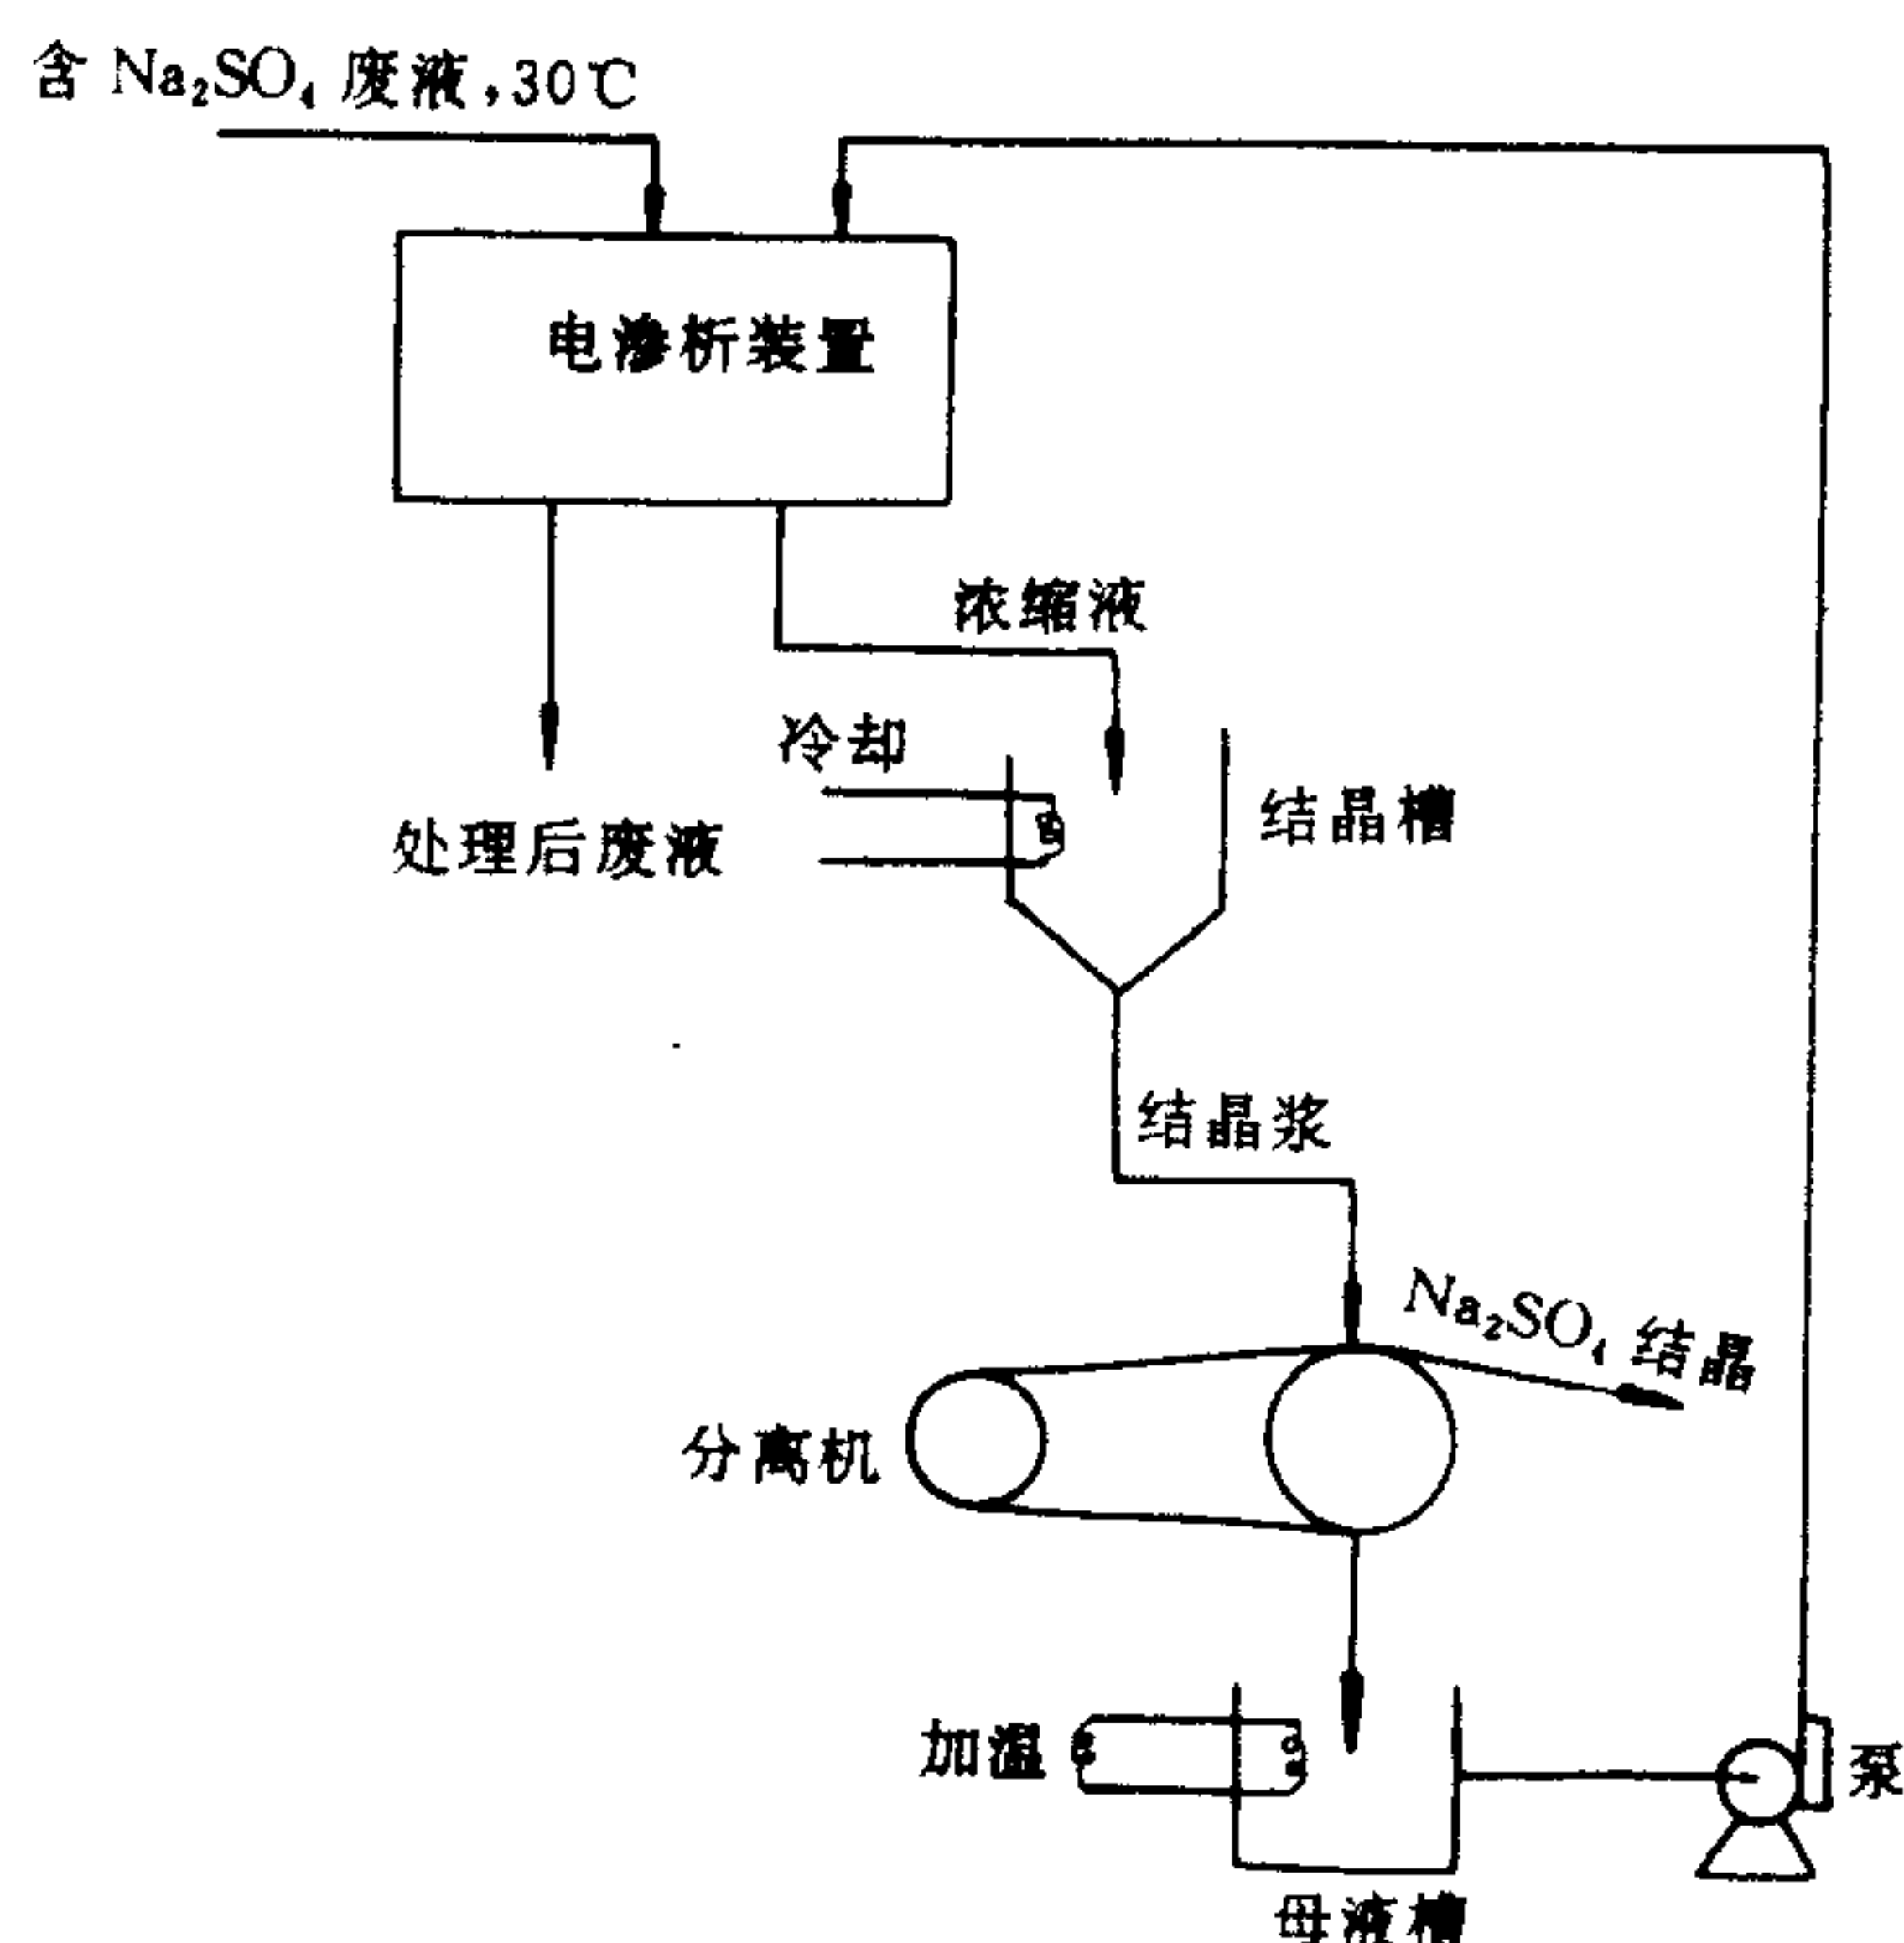 含 Na₂SO₄ 废液,30℃
电渗析装置
浓缩液
冷却
结晶槽
处理后废液
结晶浆
Na₂SO₄ 结晶
分离机
加温
泵
母液槽